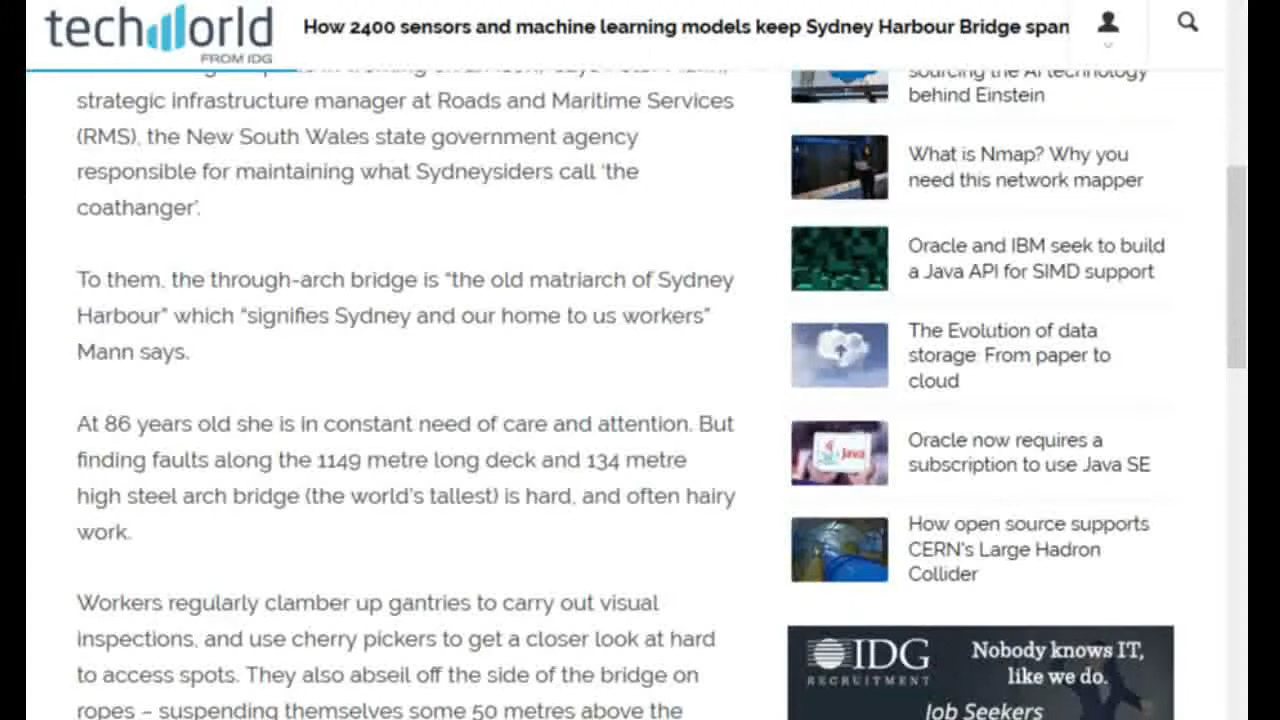 techworld
FROM IDG
How 2400 sensors and machine learning models keep Sydney Harbour Bridge span
strategic infrastructure manager at Roads and Maritime Services
(RMS), the New South Wales state government agency
responsible for maintaining what Sydneysiders call ‘the
coathanger’.
To them, the through-arch bridge is “the old matriarch of Sydney
Harbour” which “signifies Sydney and our home to us workers”
Mann says.
At 86 years old she is in constant need of care and attention. But
finding faults along the 1149 metre long deck and 134 metre
high steel arch bridge (the world’s tallest) is hard, and often hairy
work.
Workers regularly clamber up gantries to carry out visual
inspections, and use cherry pickers to get a closer look at hard
to access spots. They also abseil off the side of the bridge on
ropes – suspending themselves some 50 metres above the
sourcing the AI technology
behind Einstein
What is Nmap? Why you
need this network mapper
Oracle and IBM seek to build
a Java API for SIMD support
The Evolution of data
storage: From paper to
cloud
Java
Oracle now requires a
subscription to use Java SE
How open source supports
CERN's Large Hadron
Collider
IDG
RECRUITMENT
Nobody knows IT,
like we do.
Job Seekers